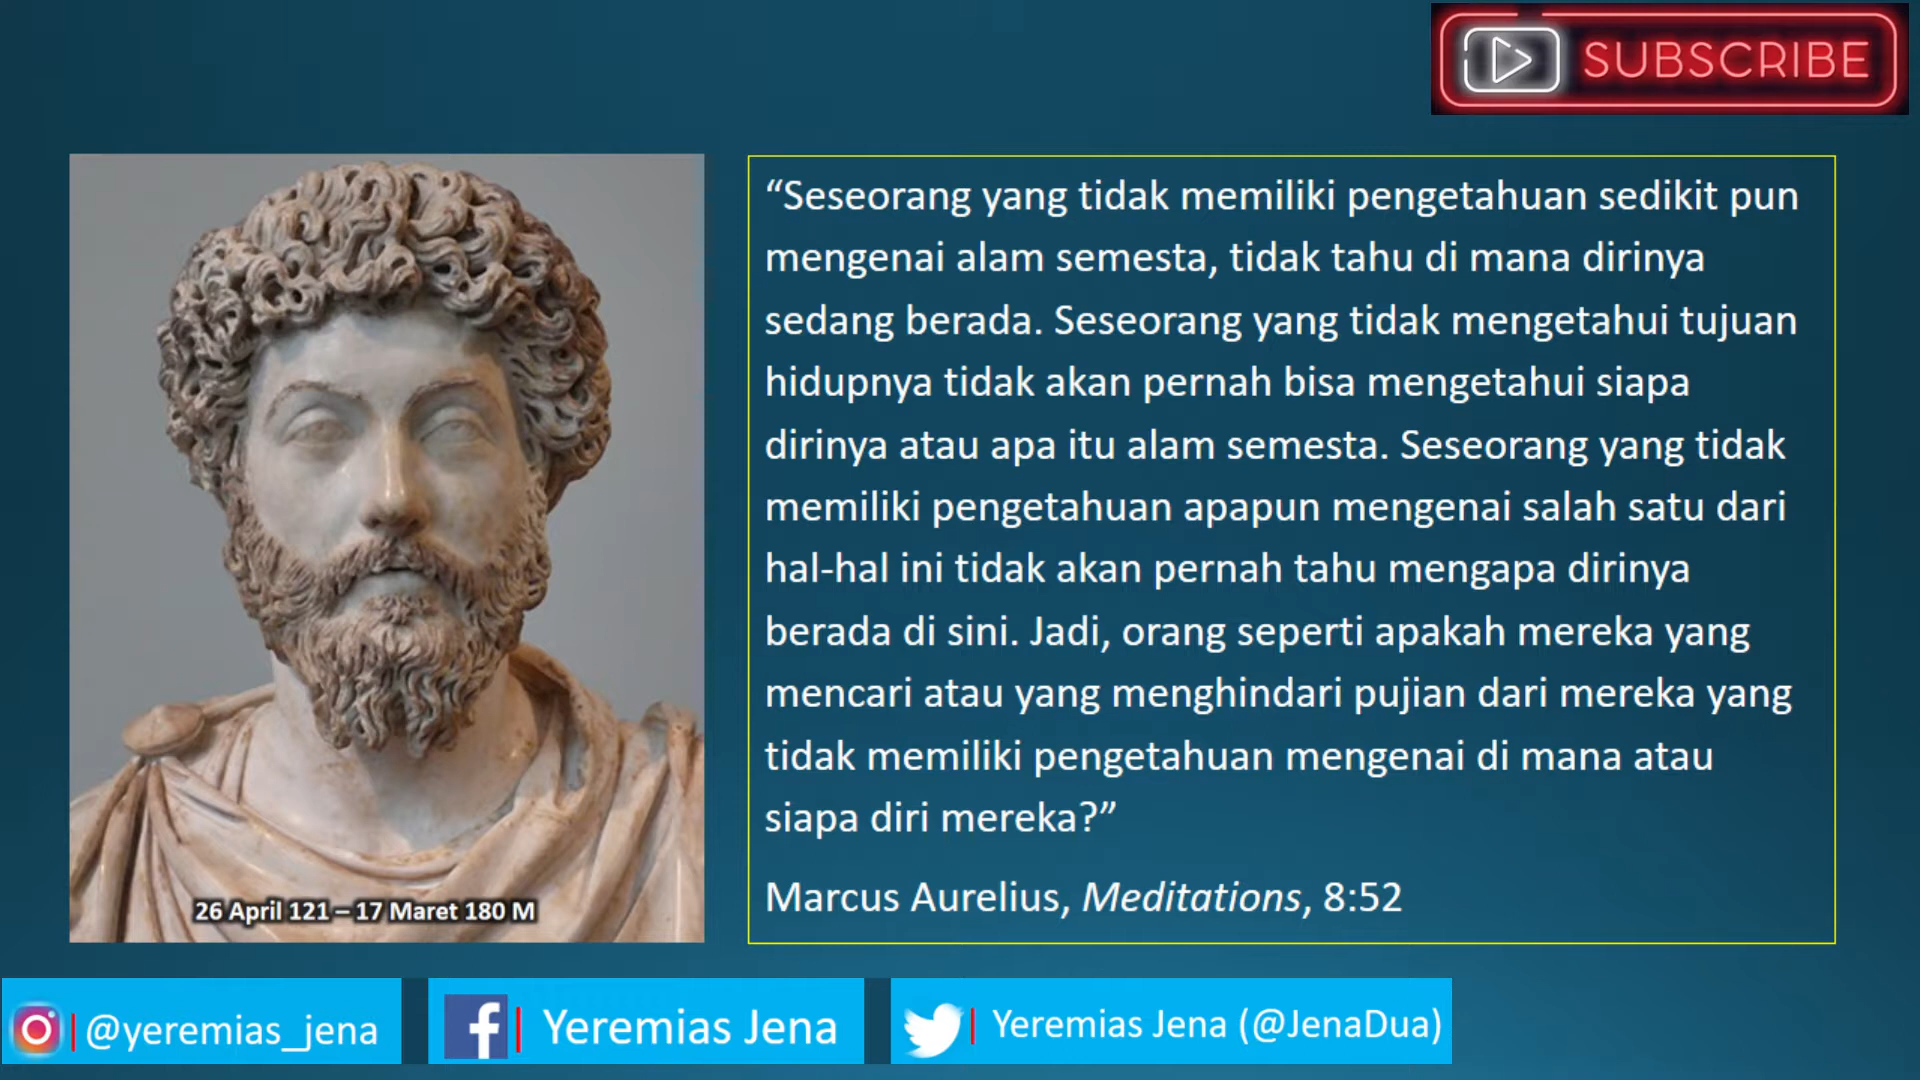 SUBSCRIBE
“Seseorang yang tidak memiliki pengetahuan sedikit pun
mengenai alam semesta, tidak tahu di mana dirinya
sedang berada. Seseorang yang tidak mengetahui tujuan
hidupnya tidak akan pernah bisa mengetahui siapa
dirinya atau apa itu alam semesta. Seseorang yang tidak
memiliki pengetahuan apapun mengenai salah satu dari
hal-hal ini tidak akan pernah tahu mengapa dirinya
berada di sini. Jadi, orang seperti apakah mereka yang
mencari atau yang menghindari pujian dari mereka yang
tidak memiliki pengetahuan mengenai di mana atau
siapa diri mereka?”
Marcus Aurelius, Meditations, 8:52
26 April 121 – 17 Maret 180 M
@yeremias_jena
Yeremias Jena
Yeremias Jena (@JenaDua)